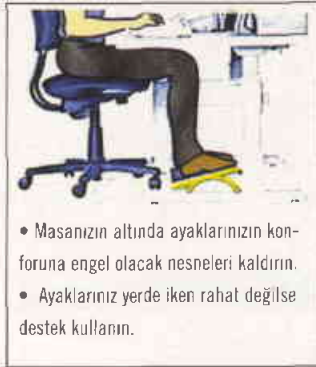 • Masanızın altında ayaklarınızın kon-
foruna engel olacak nesneleri kaldırın.
• Ayaklarınız yerde iken rahat değilse
destek kullanın.